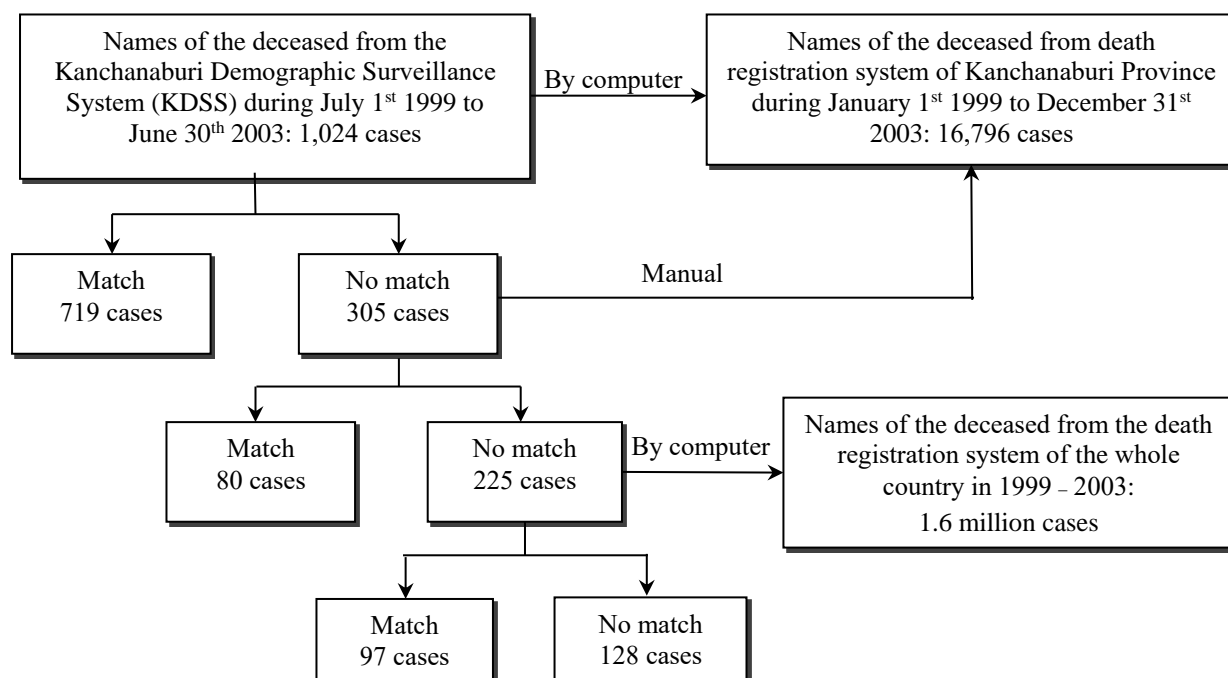 Names of the deceased from the
Kanchanaburi Demographic Surveillance
System (KDSS) during July 1st 1999 to
June 30th 2003: 1,024 cases
By computer
Names of the deceased from death
registration system of Kanchanaburi Province
during January 1st 1999 to December 31st
2003: 16,796 cases
Match
719 cases
No match
305 cases
Manual
Match
80 cases
No match
225 cases
By computer
Names of the deceased from the death
registration system of the whole
country in 1999 – 2003:
1.6 million cases
Match
97 cases
No match
128 cases